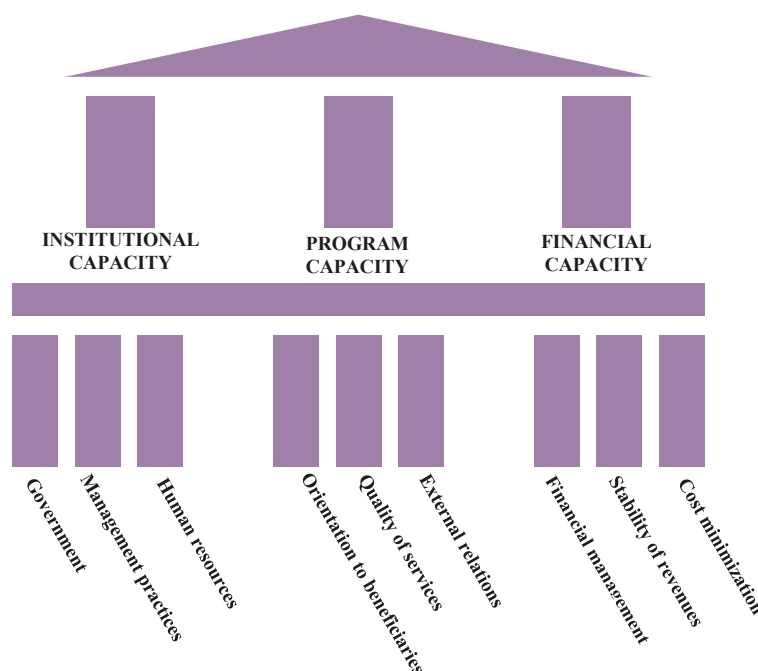 INSTITUTIONAL
CAPACITY
PROGRAM
CAPACITY
FINANCIAL
CAPACITY
Government
Management practices
Human resources
Orientation to beneficiaries
Quality of services
External relations
Financial management
Stability of revenues
Cost minimization